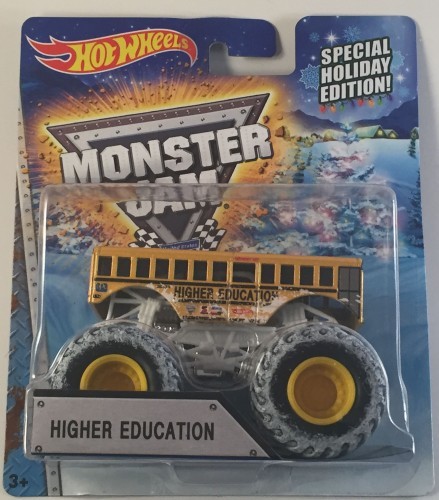 HOT WHEELS
SPECIAL
HOLIDAY
EDITION!
MONSTER
JAM
HIGHER EDUCATION
HIGHER EDUCATION
3+